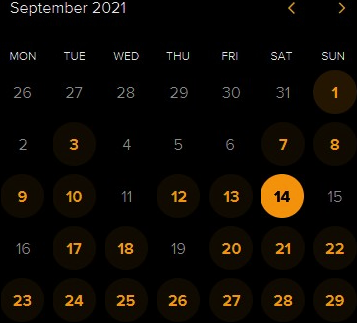 September 2021
MON TUE WED THU FRI SAT SUN
26 27 28 29 30 31 1
2 3 4 5 6 7 8
9 10 11 12 13 14 15
16 17 18 19 20 21 22
23 24 25 26 27 28 29